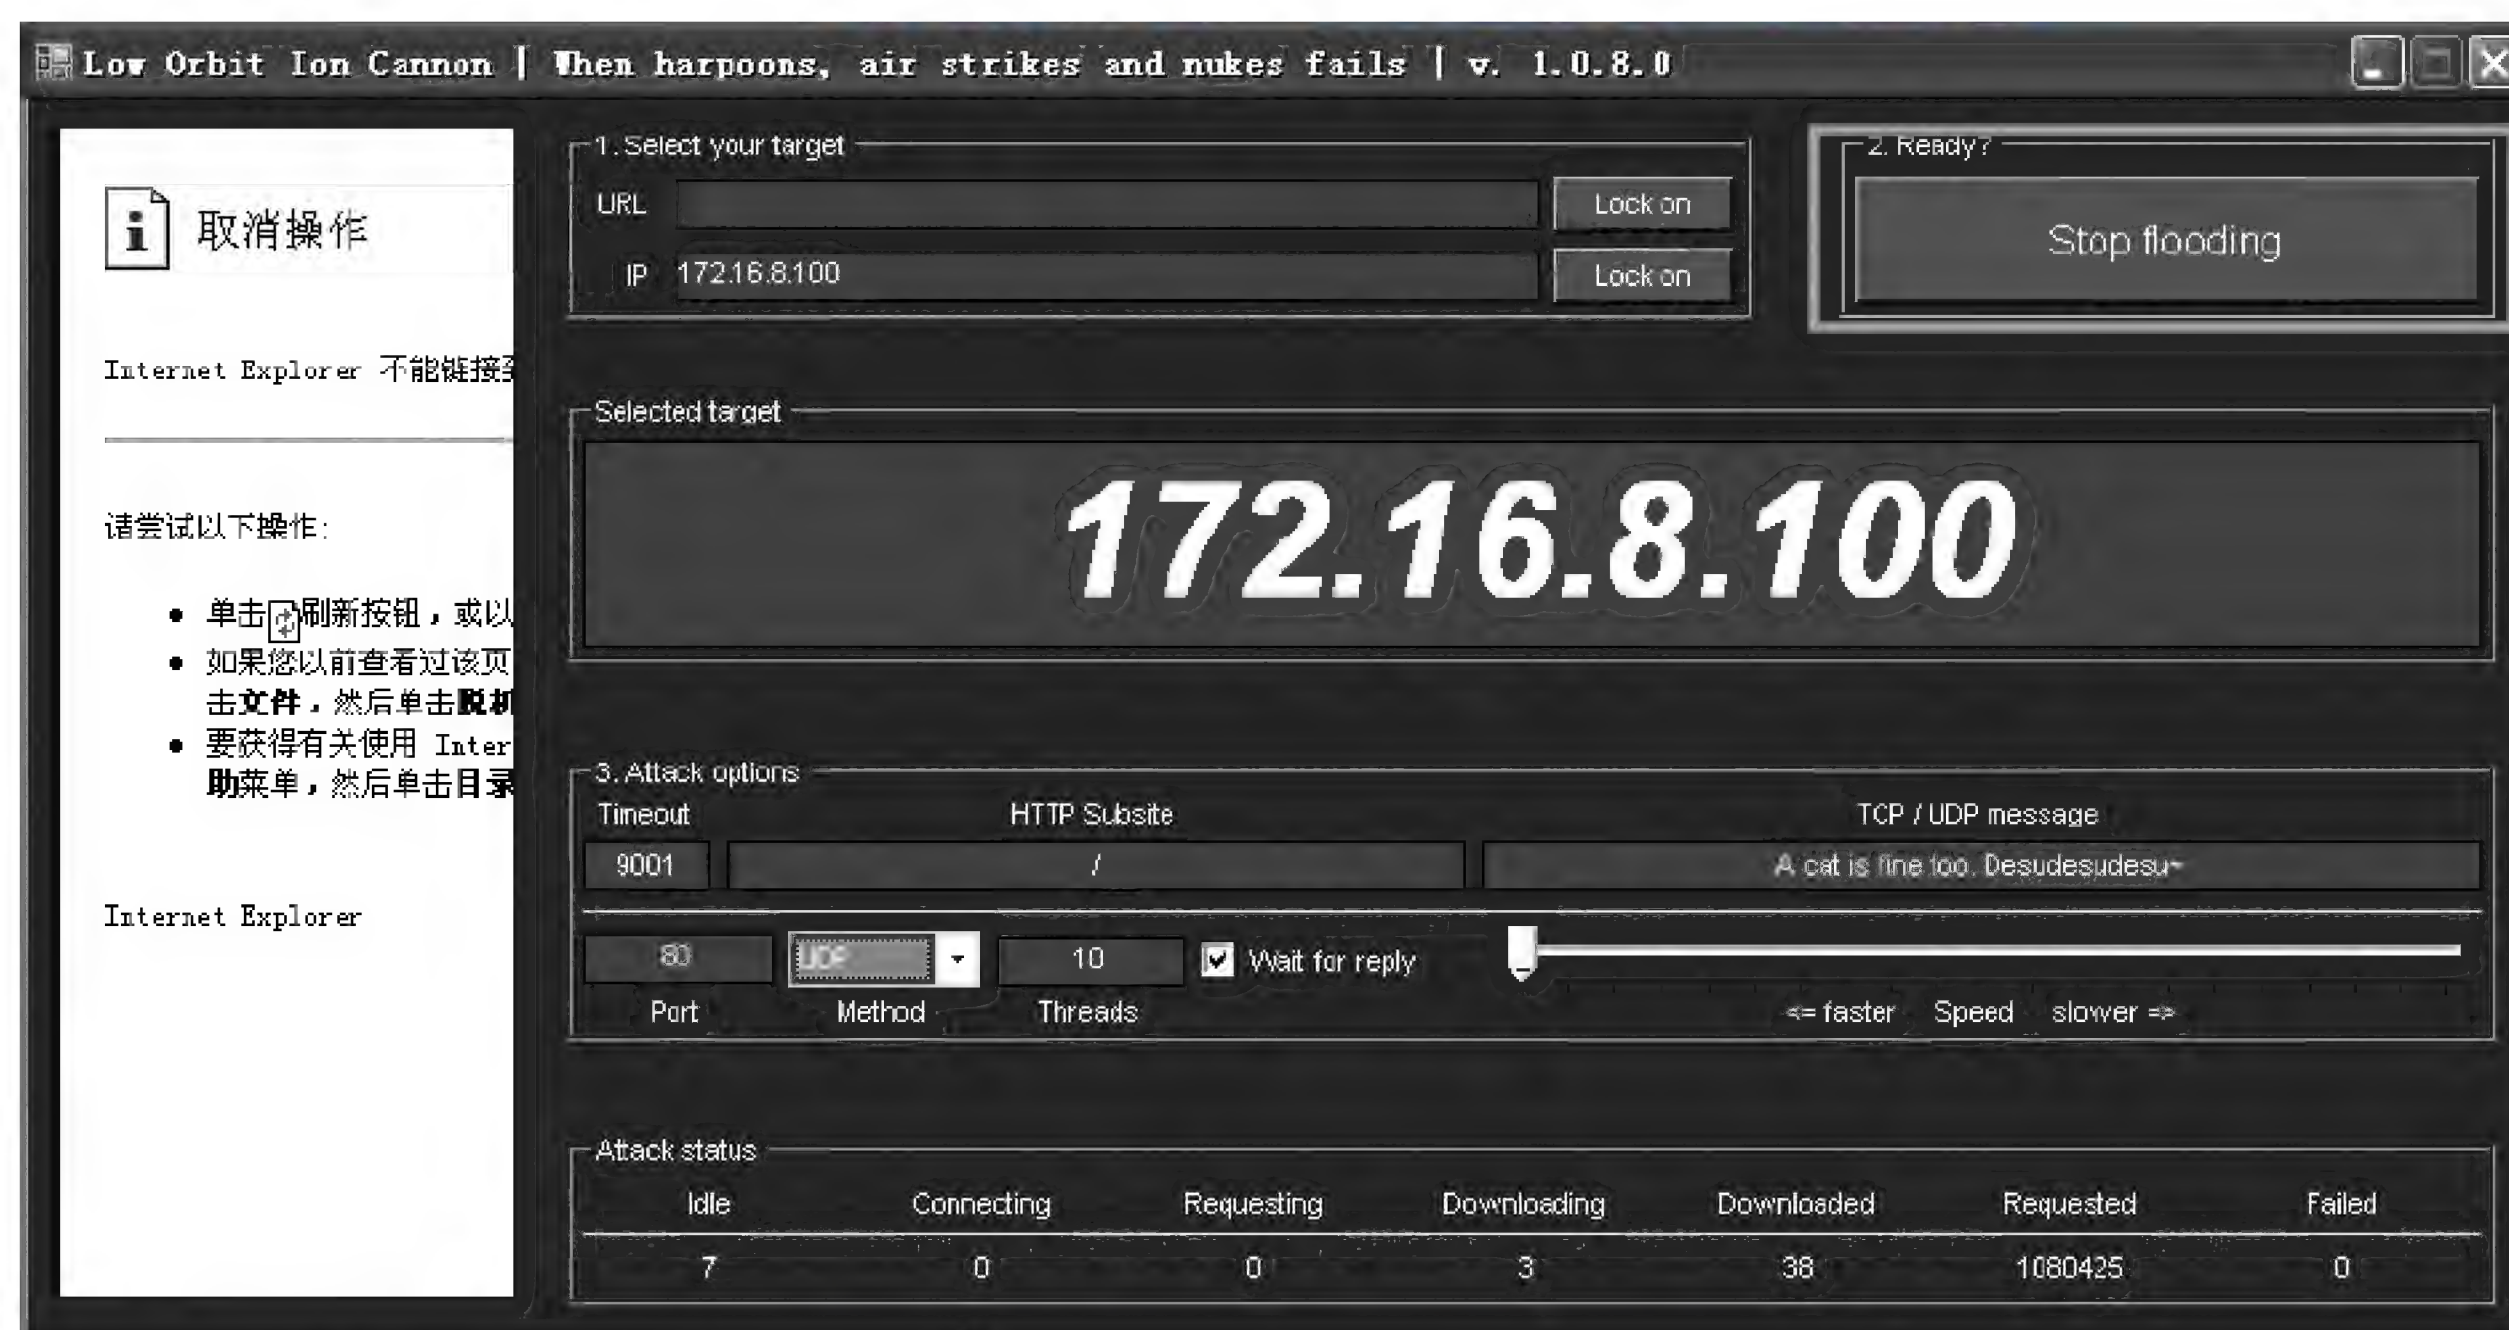 Low Orbit Ion Cannon | When harpoons, air strikes and nukes fails | v. 1.0.8.0
取消操作
Internet Explorer 不能链接到
请尝试以下操作:
单击 刷新按钮，或以
如果您以前查看过该页
击文件，然后单击脱机
要获得有关使用 Inter
助菜单，然后单击目录
Internet Explorer
1. Select your target
URL
Lock on
IP 172.16.8.100 Lock on
2. Ready?
Stop flooding
Selected target
172.16.8.100
3. Attack options
Timeout HTTP Subsite TCP / UDP message
9001 / A cat is fine too. Desudesudesu~
80 UDP 10 Wait for reply
Port Method Threads <= faster Speed slower =>
Attack status
Idle Connecting Requesting Downloading Downloaded Requested Failed
7 0 0 3 38 1080425 0